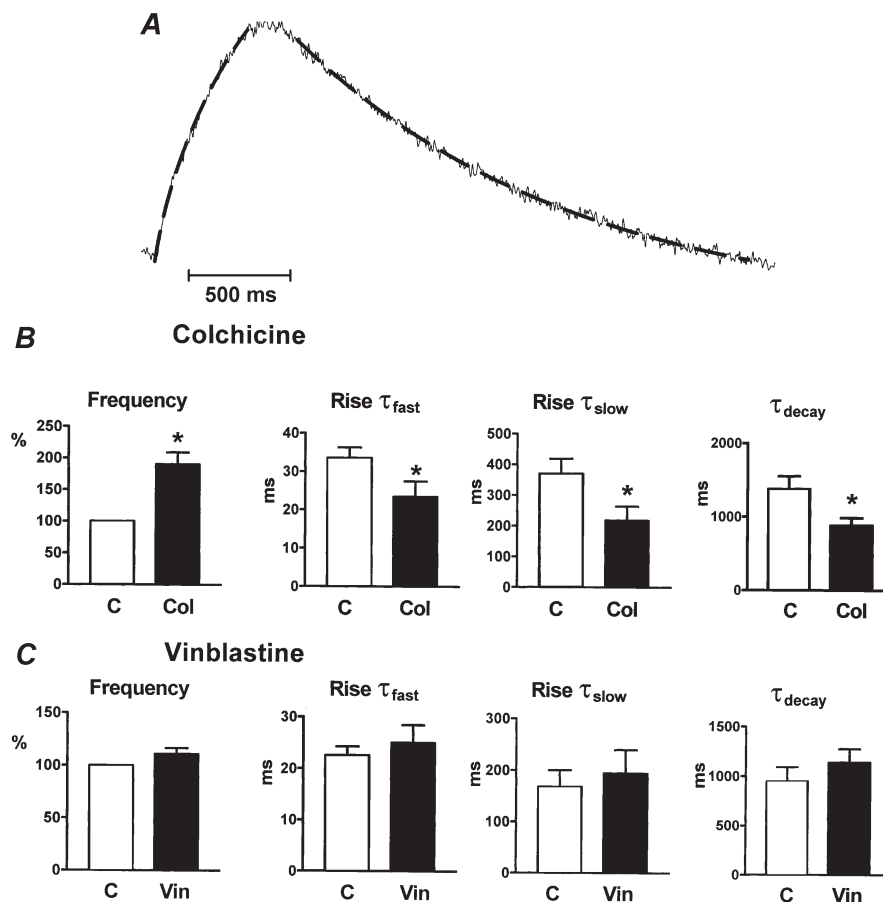 A
500 ms
B
Colchicine
Frequency
%
250
200
150
100
50
0
C Col
*
Rise τfast
ms
40
30
20
10
0
C Col
*
Rise τslow
ms
500
400
300
200
100
0
C Col
*
τdecay
ms
2000
1000
0
C Col
*
C
Vinblastine
Frequency
%
150
100
50
0
C Vin
Rise τfast
ms
30
20
10
0
C Vin
Rise τslow
ms
300
200
100
0
C Vin
τdecay
ms
1500
1000
500
0
C Vin